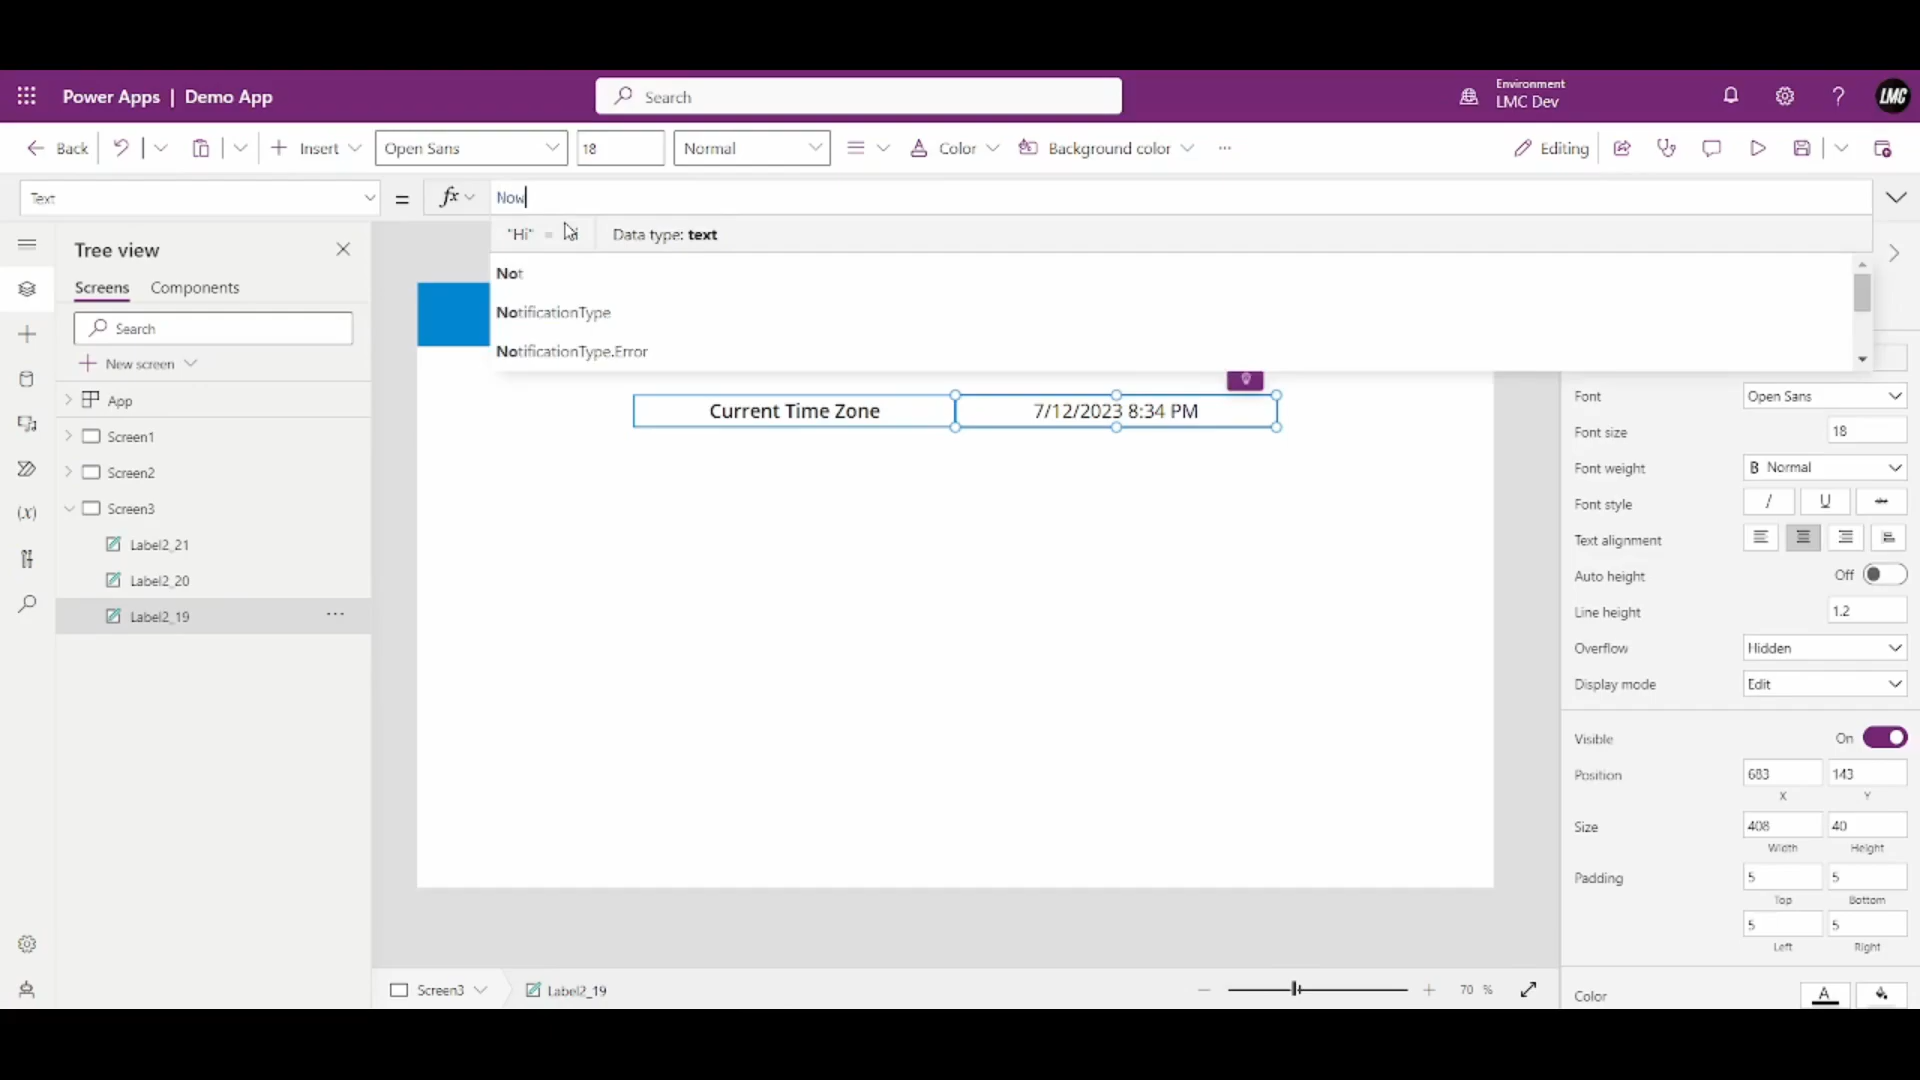 Power Apps | Demo App
Search
Environment
LMC Dev
?
LMC
Back
Insert
Open Sans
18
Normal
Color
Background color
...
Editing
Text
=
fx
Now
"Hi" =
Data type: text
Not
NotificationType
NotificationType.Error
Tree view
Screens
Components
Search
New screen
App
Screen1
Screen2
Screen3
Label2_21
Label2_20
Label2_19
...
Current Time Zone
7/12/2023 8:34 PM
Font
Open Sans
Font size
18
Font weight
B Normal
Font style
/
U
Text alignment
Auto height
Off
Line height
1.2
Overflow
Hidden
Display mode
Edit
Visible
On
Position
683
143
X
Y
Size
408
40
Width
Height
Padding
5
5
Top
Bottom
5
5
Left
Right
Color
A
Screen3
Label2_19
70 %